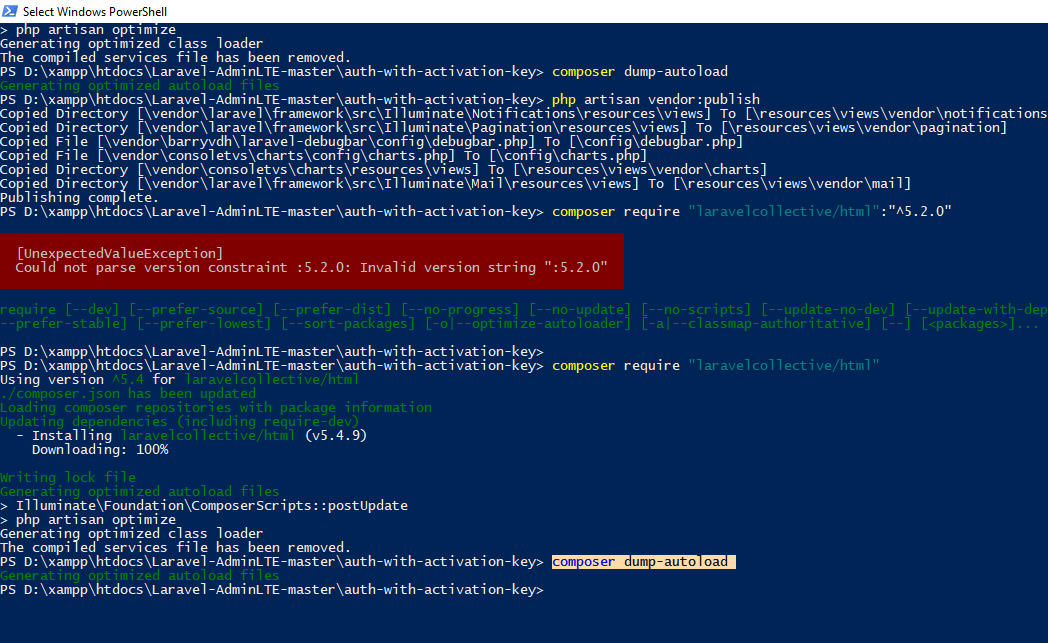 Select Windows PowerShell
> php artisan optimize
Generating optimized class loader
The compiled services file has been removed.
PS D:\xampp\htdocs\Laravel-AdminLTE-master\auth-with-activation-key> composer dump-autoload
Generating optimized autoload files
PS D:\xampp\htdocs\Laravel-AdminLTE-master\auth-with-activation-key> php artisan vendor:publish
Copied Directory [\vendor\laravel\framework\src\Illuminate\Notifications\resources\views] To [\resources\views\vendor\notifications
Copied Directory [\vendor\laravel\framework\src\Illuminate\Pagination\resources\views] To [\resources\views\vendor\pagination]
Copied File [\vendor\barryvdh\laravel-debugbar\config\debugbar.php] To [\config\debugbar.php]
Copied File [\vendor\consoletvs\charts\config\charts.php] To [\config\charts.php]
Copied Directory [\vendor\consoletvs\charts\resources\views] To [\resources\views\vendor\charts]
Copied Directory [\vendor\laravel\framework\src\Illuminate\Mail\resources\views] To [\resources\views\vendor\mail]
Publishing complete.
PS D:\xampp\htdocs\Laravel-AdminLTE-master\auth-with-activation-key> composer require "laravelcollective/html":"^5.2.0"
[UnexpectedValueException]
Could not parse version constraint :5.2.0: Invalid version string ":5.2.0"
require [--dev] [--prefer-source] [--prefer-dist] [--no-progress] [--no-update] [--no-scripts] [--update-no-dev] [--update-with-dep
--prefer-stable] [--prefer-lowest] [--sort-packages] [-o|--optimize-autoloader] [-a|--classmap-authoritative] [--] [<packages>]...
PS D:\xampp\htdocs\Laravel-AdminLTE-master\auth-with-activation-key>
PS D:\xampp\htdocs\Laravel-AdminLTE-master\auth-with-activation-key> composer require "laravelcollective/html"
Using version ^5.4 for laravelcollective/html
./composer.json has been updated
Loading composer repositories with package information
Updating dependencies (including require-dev)
- Installing laravelcollective/html (v5.4.9)
Downloading: 100%
Writing lock file
Generating optimized autoload files
> Illuminate\Foundation\ComposerScripts::postUpdate
> php artisan optimize
Generating optimized class loader
The compiled services file has been removed.
PS D:\xampp\htdocs\Laravel-AdminLTE-master\auth-with-activation-key> composer dump-autoload
Generating optimized autoload files
PS D:\xampp\htdocs\Laravel-AdminLTE-master\auth-with-activation-key>